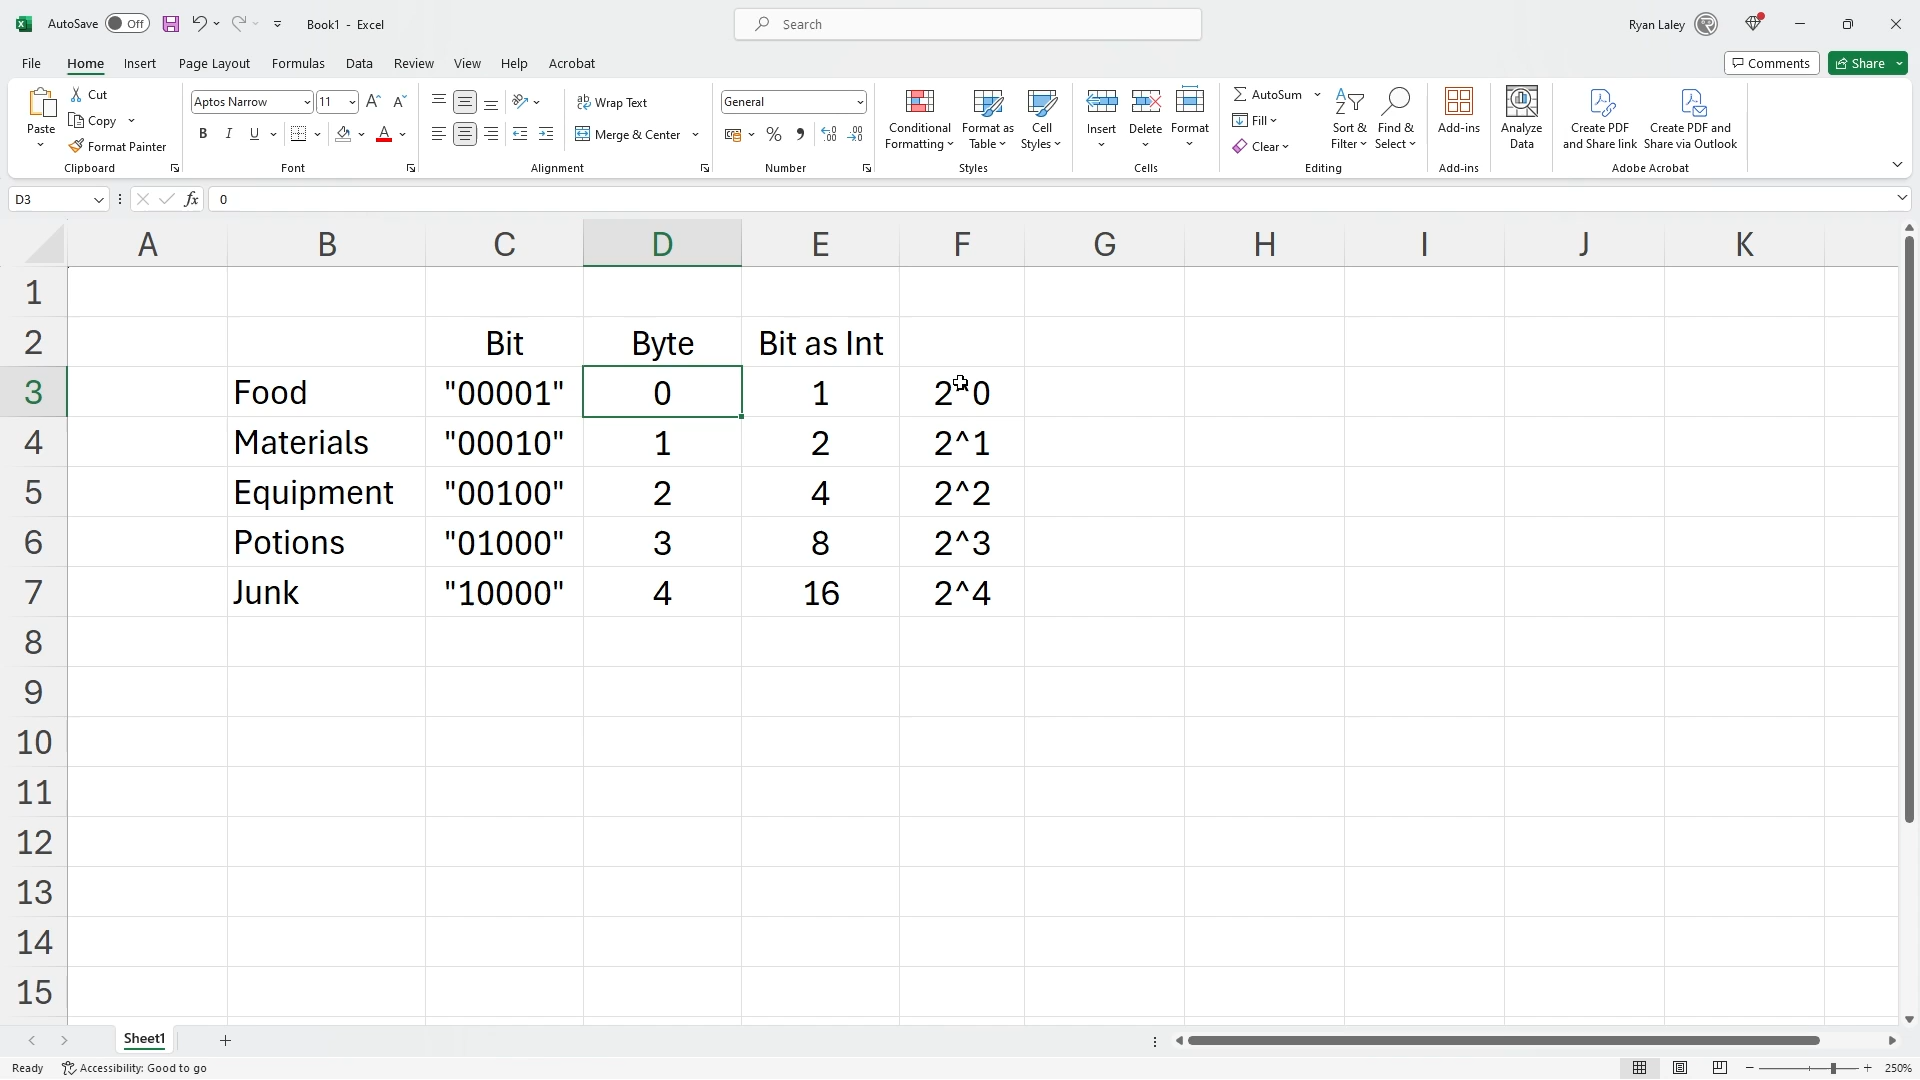 AutoSave Off Book1 - Excel Search Ryan Laley
File Home Insert Page Layout Formulas Data Review View Help Acrobat Comments Share
Paste Cut Copy Format Painter Clipboard
Aptos Narrow 11 B I U A Font
Wrap Text Merge & Center Alignment
General % Number
Conditional Formatting Format as Table Cell Styles Styles
Insert Delete Format Cells
AutoSum Fill Clear Sort & Filter Find & Select Editing
Add-ins Add-ins
Analyze Data
Create PDF and Share link Create PDF and Share via Outlook Adobe Acrobat
D3 fx 0
A B C D E F G H I J K
1
2 Bit Byte Bit as Int
3 Food "00001" 0 1 2^0
4 Materials "00010" 1 2 2^1
5 Equipment "00100" 2 4 2^2
6 Potions "01000" 3 8 2^3
7 Junk "10000" 4 16 2^4
8
9
10
11
12
13
14
15
Sheet1
Ready Accessibility: Good to go 250%